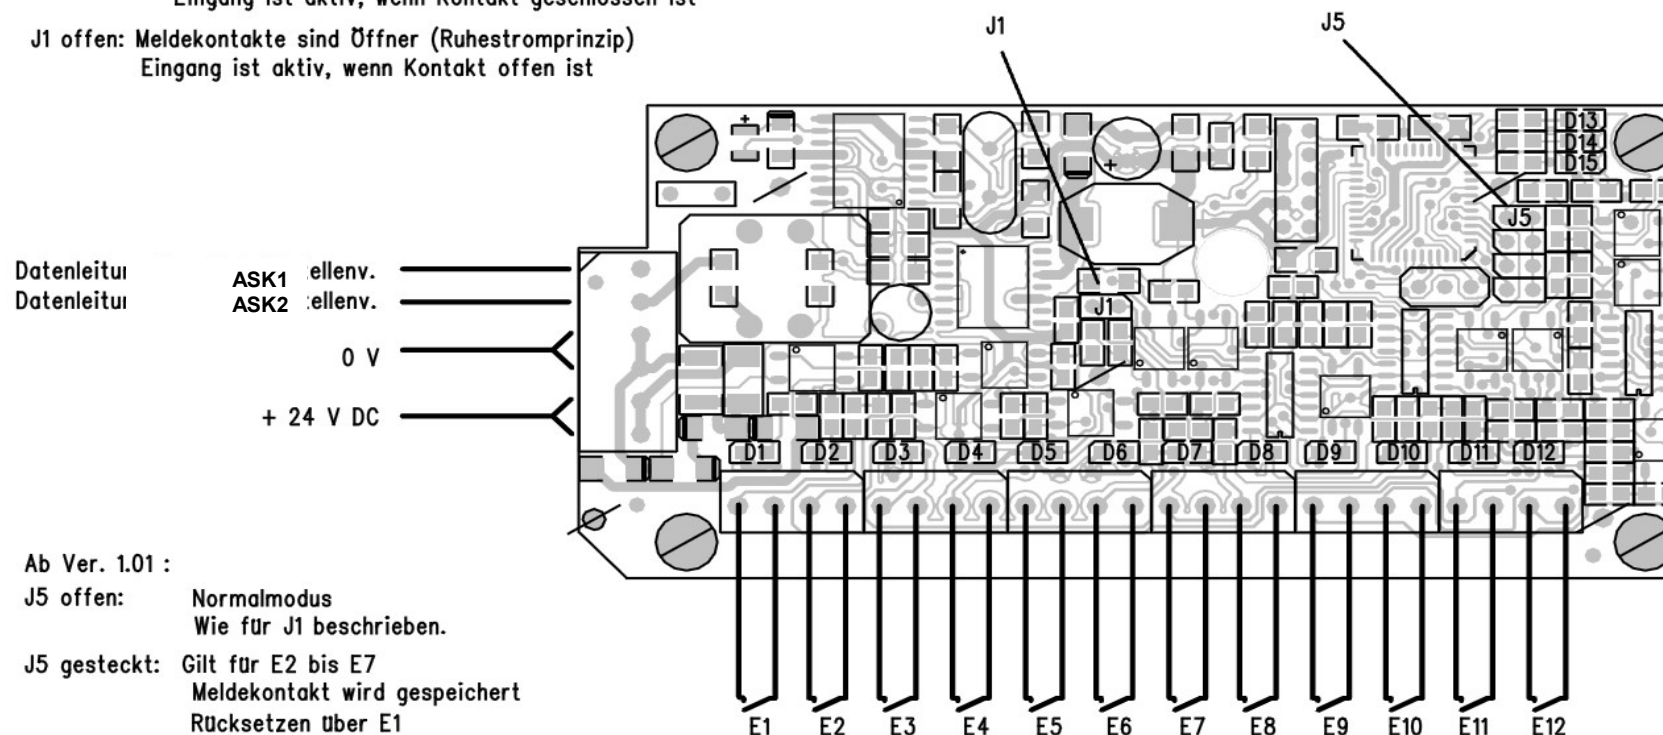 Eingang ist aktiv, wenn Kontakt geschlossen ist
J1 offen: Meldekontakte sind Öffner (Ruhestromprinzip)
Eingang ist aktiv, wenn Kontakt offen ist
J1
J5
D13
D14
D15
J5
Datenleitu ASK1 ellenv.
Datenleitu ASK2 ellenv.
J1
0 V
+ 24 V DC
D1 D2 D3 D4 D5 D6 D7 D8 D9 D10 D11 D12
Ab Ver. 1.01 :
J5 offen: Normalmodus
Wie für J1 beschrieben.
J5 gesteckt: Gilt für E2 bis E7
Meldekontakt wird gespeichert
Rücksetzen über E1
E1 E2 E3 E4 E5 E6 E7 E8 E9 E10 E11 E12